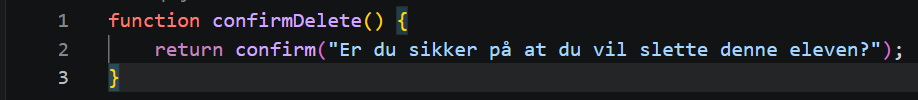 1 function confirmDelete() {
2 return confirm("Er du sikker på at du vil slette denne eleven?");
3 }